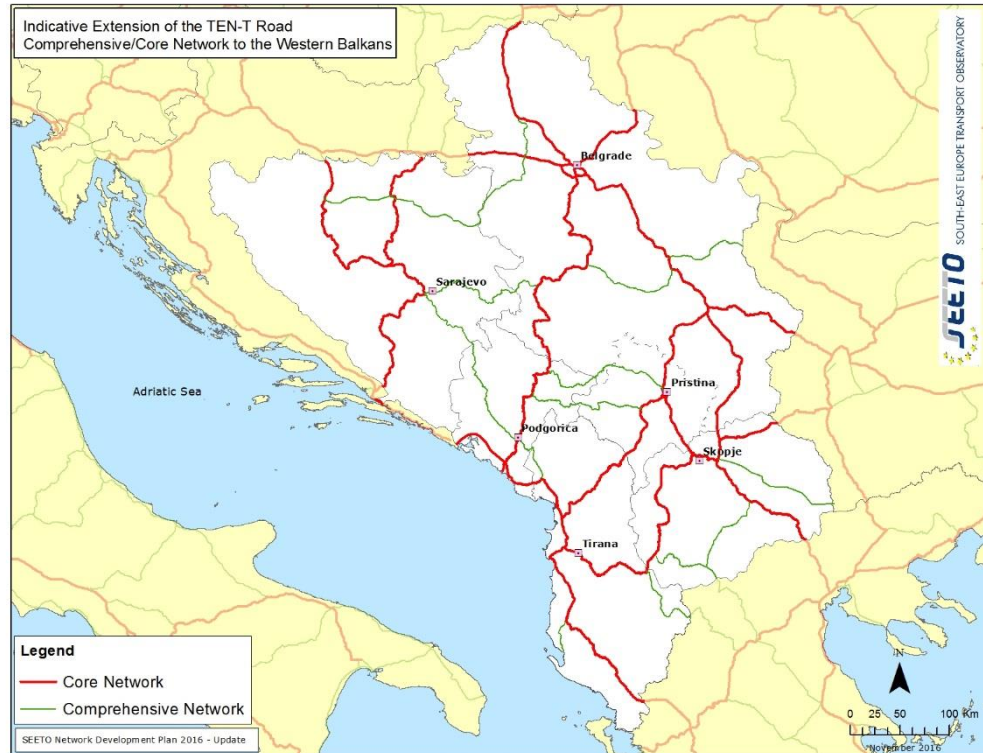 Indicative Extension of the TEN-T Road
Comprehensive/Core Network to the Western Balkans
SEETO SOUTH-EAST EUROPE TRANSPORT OBSERVATORY
Belgrade
Sarajevo
Adriatic Sea
Pristina
Podgorica
Skopje
Tirana
Legend
Core Network
Comprehensive Network
SEETO Network Development Plan 2016 - Update
N
0 25 50 100 Km
November 2016